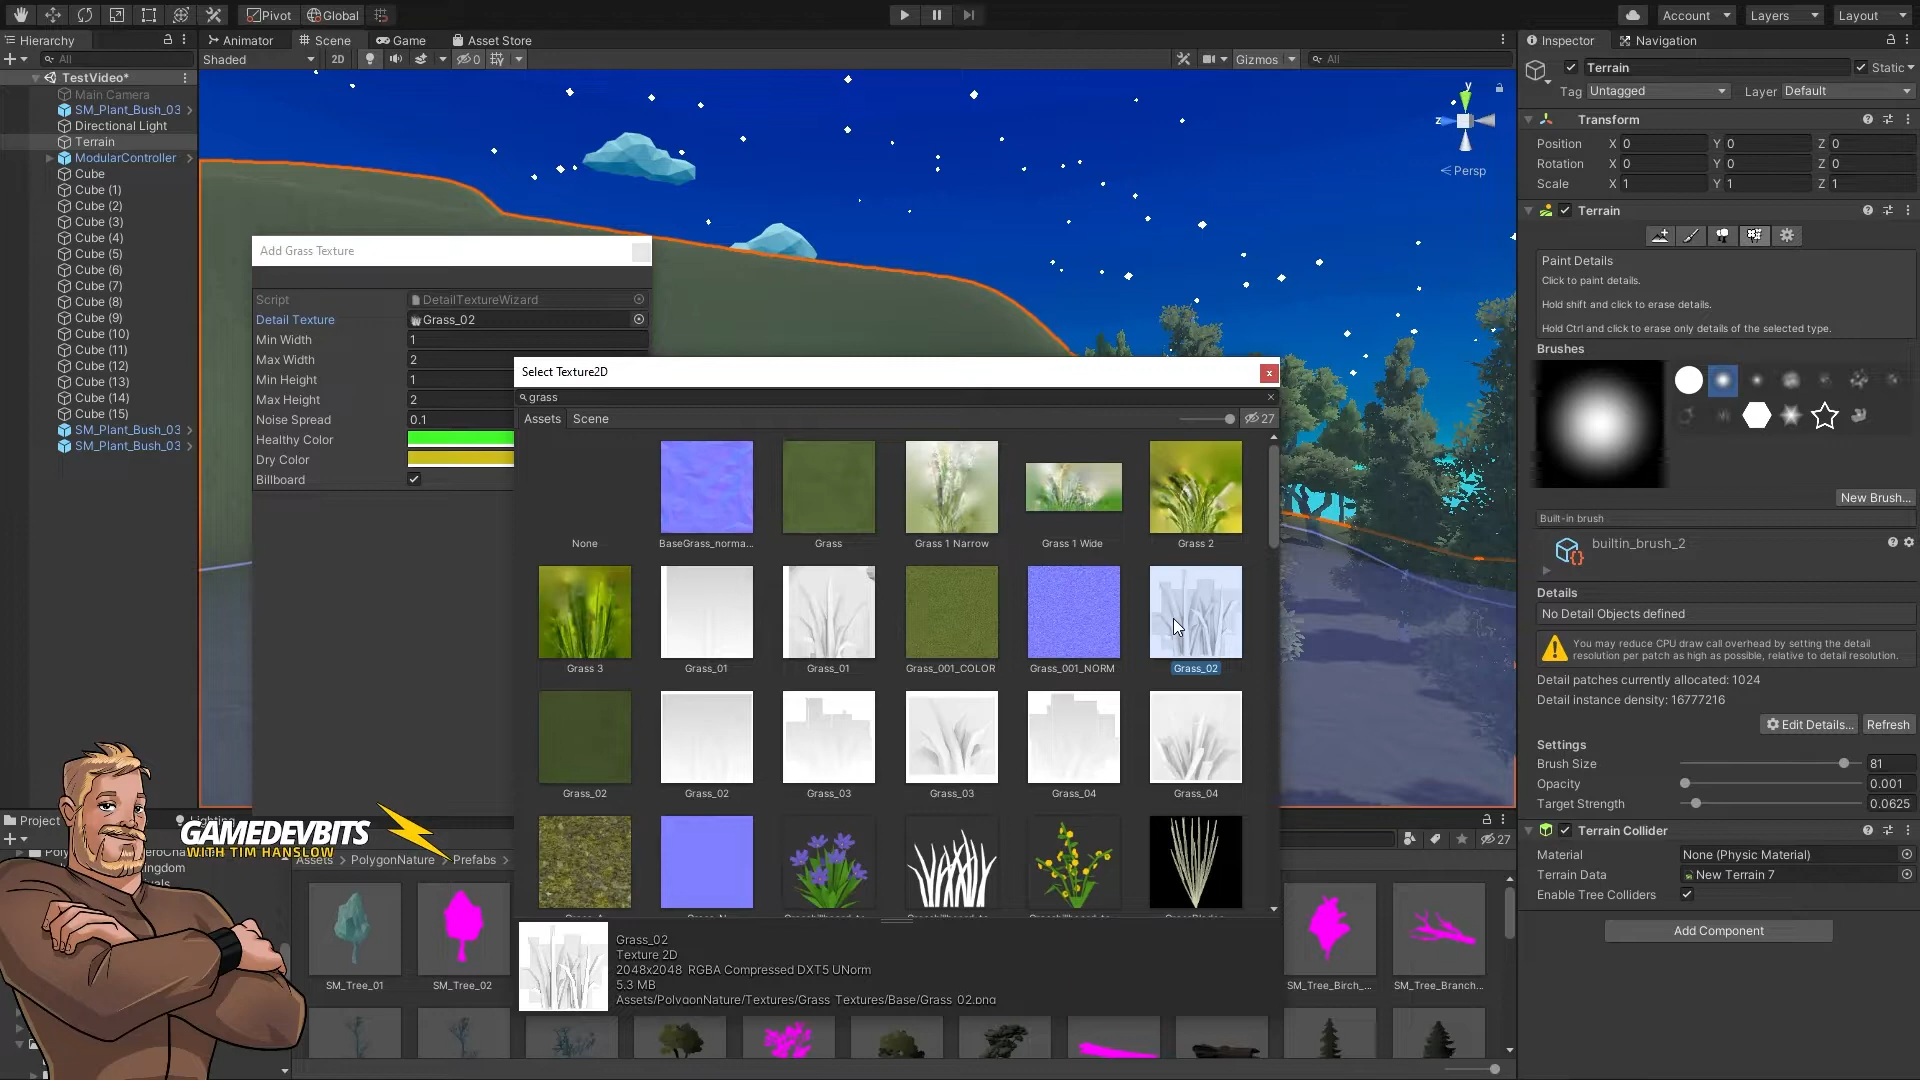 Pivot
Global
Account
Layers
Layout
Hierarchy
Animator
Scene
Game
Asset Store
Inspector
Navigation
All
Shaded
2D
0
Gizmos
All
Terrain
Static
Tag
Untagged
Layer
Default
TestVideo*
Main Camera
SM_Plant_Bush_03
Directional Light
Terrain
ModularController
Cube
Cube (1)
Cube (2)
Cube (3)
Cube (4)
Cube (5)
Cube (6)
Cube (7)
Cube (8)
Cube (9)
Cube (10)
Cube (11)
Cube (12)
Cube (13)
Cube (14)
Cube (15)
SM_Plant_Bush_03
SM_Plant_Bush_03
y
z
Persp
Add Grass Texture
Script
DetailTextureWizard
Detail Texture
Grass_02
Min Width
1
Max Width
2
Min Height
1
Max Height
2
Noise Spread
0.1
Healthy Color
Dry Color
Billboard
Select Texture2D
grass
Assets
Scene
27
None
BaseGrass_norma...
Grass
Grass 1 Narrow
Grass 1 Wide
Grass 2
Grass 3
Grass_01
Grass_01
Grass_001_COLOR
Grass_001_NORM
Grass_02
Grass_02
Grass_02
Grass_03
Grass_03
Grass_04
Grass_04
Grass_02
Texture 2D
2048x2048 RGBA Compressed DXT5 UNorm
5.3 MB
Assets/PolygonNature/Textures/Grass_Textures/Base/Grass_02.png
Transform
Position
X 0
Y 0
Z 0
Rotation
X 0
Y 0
Z 0
Scale
X 1
Y 1
Z 1
Terrain
Paint Details
Click to paint details.
Hold shift and click to erase details.
Hold Ctrl and click to erase only details of the selected type.
Brushes
New Brush...
Built-in brush
builtin_brush_2
Details
No Detail Objects defined
You may reduce CPU draw call overhead by setting the detail
resolution per patch as high as possible, relative to detail resolution.
Detail patches currently allocated: 1024
Detail instance density: 16777216
Edit Details...
Refresh
Settings
Brush Size
81
Opacity
0.001
Target Strength
0.0625
Terrain Collider
Material
None (Physic Material)
Terrain Data
New Terrain 7
Enable Tree Colliders
Add Component
Project
Lighting
GAMEDEVBITS
WITH TIM HANSLOW
Assets
PolygonNature
Prefabs
27
SM_Tree_01
SM_Tree_02
SM_Tree_Birch_...
SM_Tree_Branch...